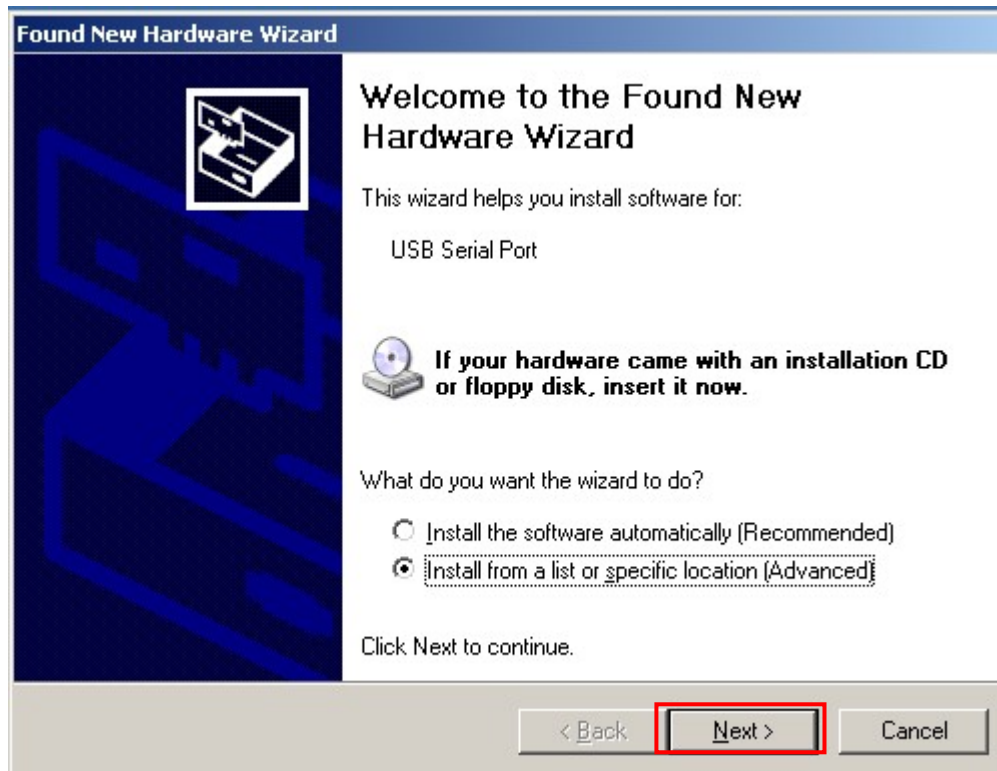 Found New Hardware Wizard
Welcome to the Found New
Hardware Wizard
This wizard helps you install software for:
USB Serial Port
If your hardware came with an installation CD
or floppy disk, insert it now.
What do you want the wizard to do?
Install the software automatically (Recommended)
Install from a list or specific location (Advanced)
Click Next to continue.
< Back
Next >
Cancel